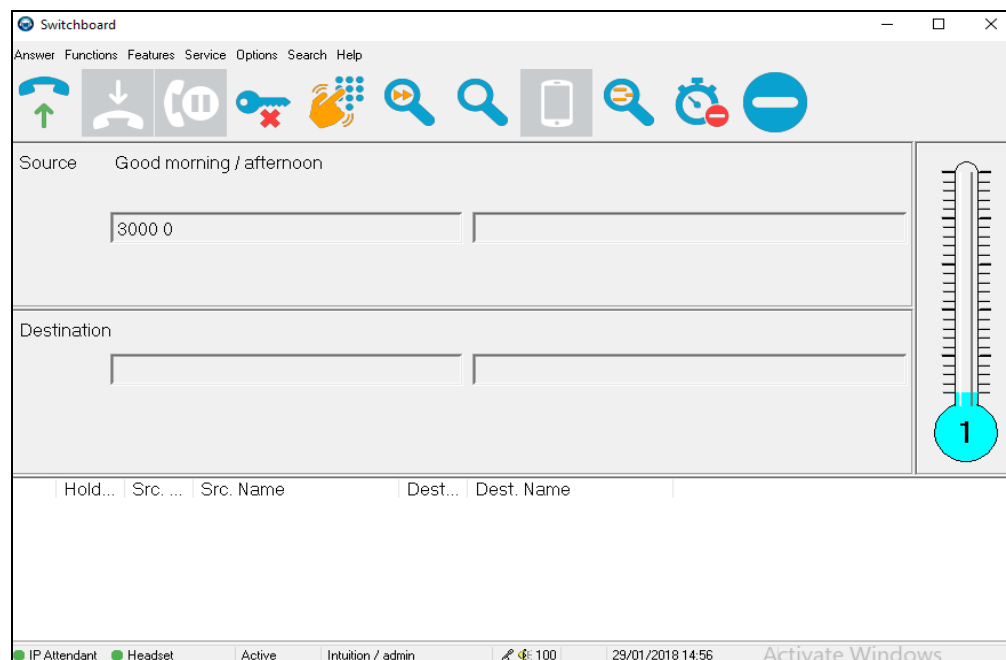 Switchboard
Answer Functions Features Service Options Search Help
Source Good morning / afternoon
3000 0
Destination
1
Hold... Src. ... Src. Name Dest... Dest. Name
IP Attendant Headset Active Intuition / admin 100 29/01/2018 14:56 Activate Windows